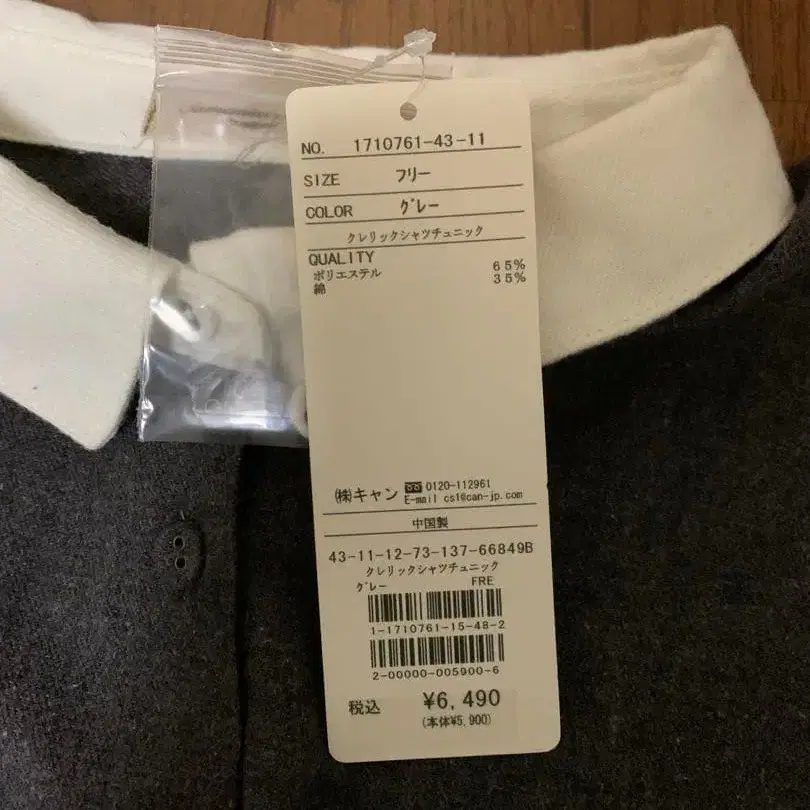 NO. 1710761-43-11
SIZE フリー
COLOR グレー
クレリックシャツチュニック
QUALITY
ポリエステル 65%
綿 35%
㈱キャン 0120-112961
E-mail cs1@can-jp.com
中国製
43-11-12-73-137-66849B
クレリックシャツチュニック
グレー FRE
1-1710761-15-48-2
2-00000-005900-6
税込 ¥6,490
(本体¥5,900)